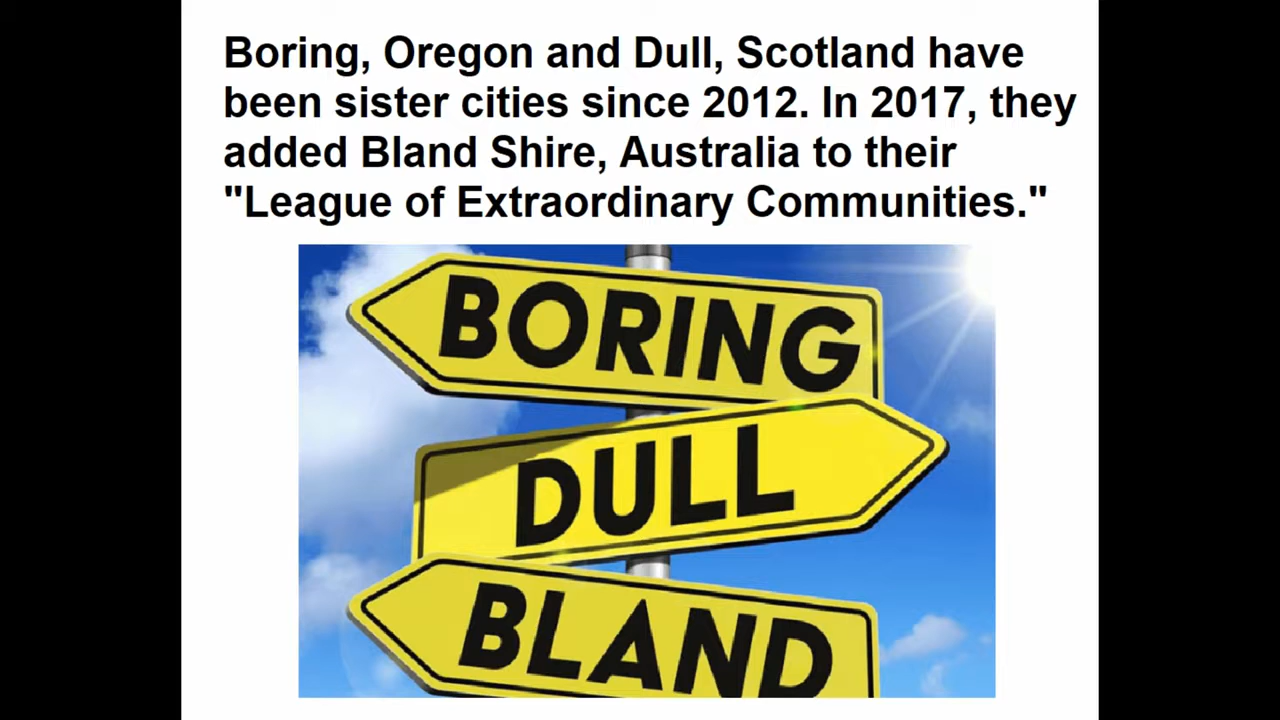 Boring, Oregon and Dull, Scotland have
been sister cities since 2012. In 2017, they
added Bland Shire, Australia to their
"League of Extraordinary Communities."
BORING
DULL
BLAND